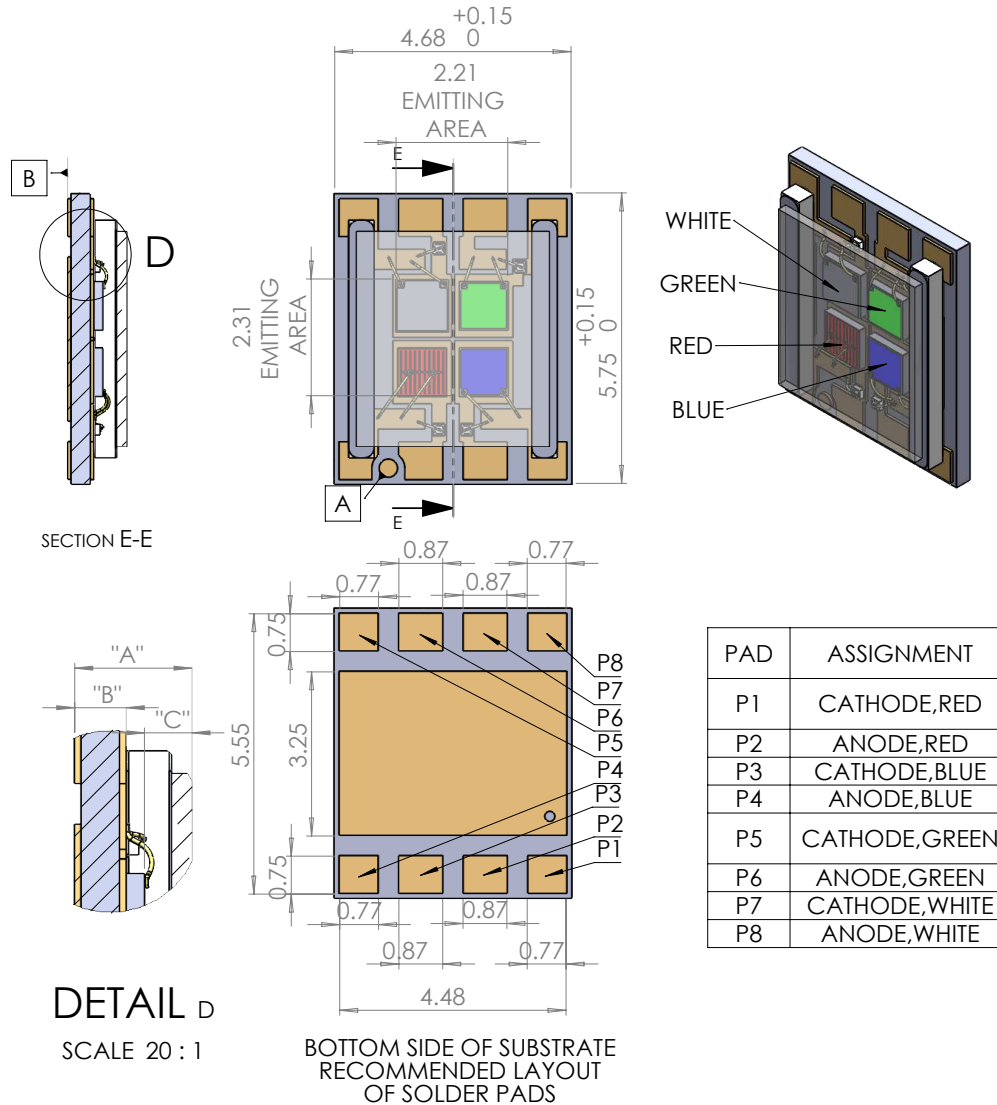 +0.15
4.68 0
2.21
EMITTING
AREA
E
B
D
2.31
EMITTING
AREA
+0.15
5.75 0
A
E
SECTION E-E
WHITE
GREEN
RED
BLUE
0.87
0.77
0.77
0.87
0.75
"A"
"B"
"C"
5.55
3.25
0.75
P8
P7
P6
P5
P4
P3
P2
P1
0.77
0.87
0.87
0.77
4.48
DETAIL D
SCALE 20 : 1
BOTTOM SIDE OF SUBSTRATE
RECOMMENDED LAYOUT
OF SOLDER PADS
PAD ASSIGNMENT
P1 CATHODE,RED
P2 ANODE,RED
P3 CATHODE,BLUE
P4 ANODE,BLUE
P5 CATHODE,GREEN
P6 ANODE,GREEN
P7 CATHODE,WHITE
P8 ANODE,WHITE